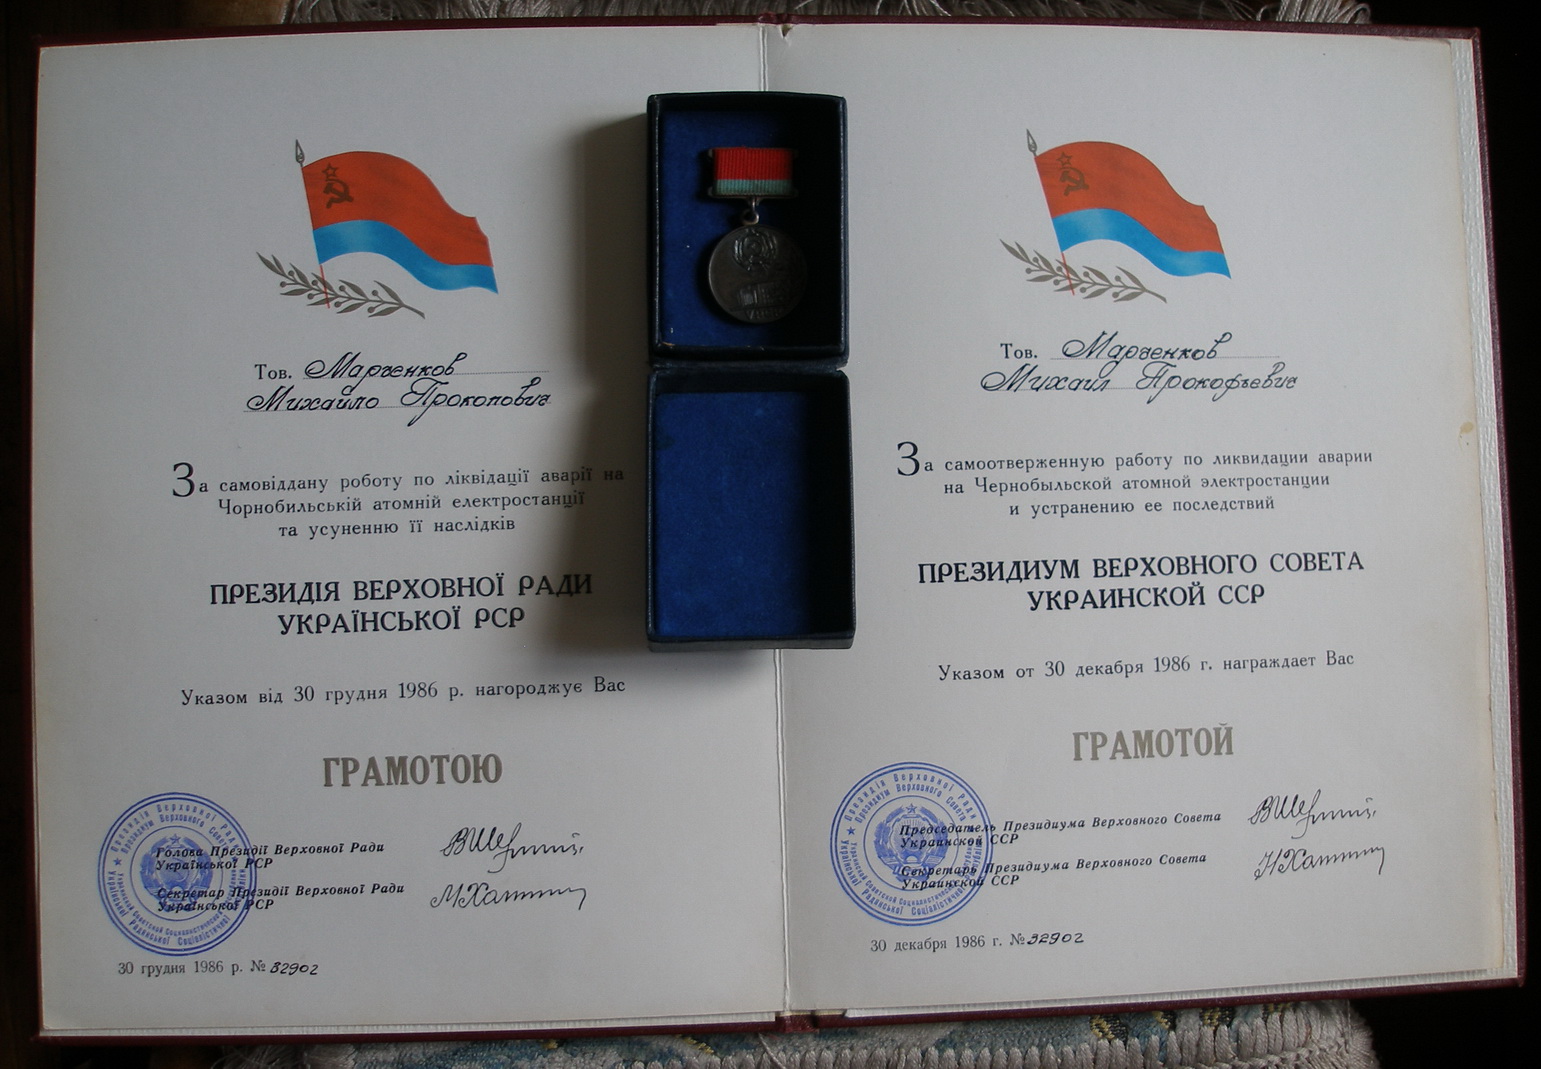 Тов. Марченков
Михайло Прокопович
За самовіддану роботу по ліквідації аварії на
Чорнобильській атомній електростанції
та усуненню її наслідків
ПРЕЗИДІЯ ВЕРХОВНОЇ РАДИ
УКРАЇНСЬКОЇ РСР
Указом від 30 грудня 1986 р. нагороджує Вас
ГРАМОТОЮ
Голова Президії Верховної Ради
Української РСР
Секретар Президії Верховної Ради
Української РСР
30 грудня 1986 р. № 32902
Тов. Марченков
Михаил Прокофьевич
За самоотверженную работу по ликвидации аварии
на Чернобыльской атомной электростанции
и устранению ее последствий
ПРЕЗИДИУМ ВЕРХОВНОГО СОВЕТА
УКРАИНСКОЙ ССР
Указом от 30 декабря 1986 г. награждает Вас
ГРАМОТОЙ
Председатель Президиума Верховного Совета
Украинской ССР
Секретарь Президиума Верховного Совета
Украинской ССР
30 декабря 1986 г. № 32902